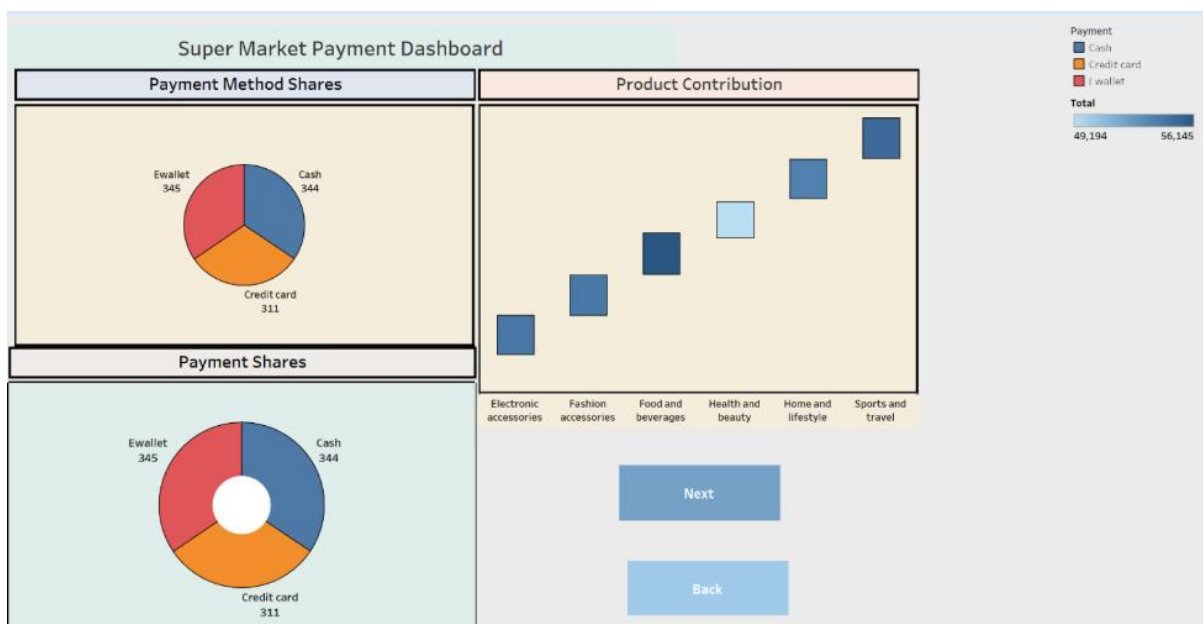 Super Market Payment Dashboard
Payment Method Shares
Ewallet
345
Cash
344
Credit card
311
Payment Shares
Ewallet
345
Cash
344
Credit card
311
Product Contribution
Electronic accessories
Fashion accessories
Food and beverages
Health and beauty
Home and lifestyle
Sports and travel
Next
Back
Payment
Cash
Credit card
wallet
Total
49,194 56,145